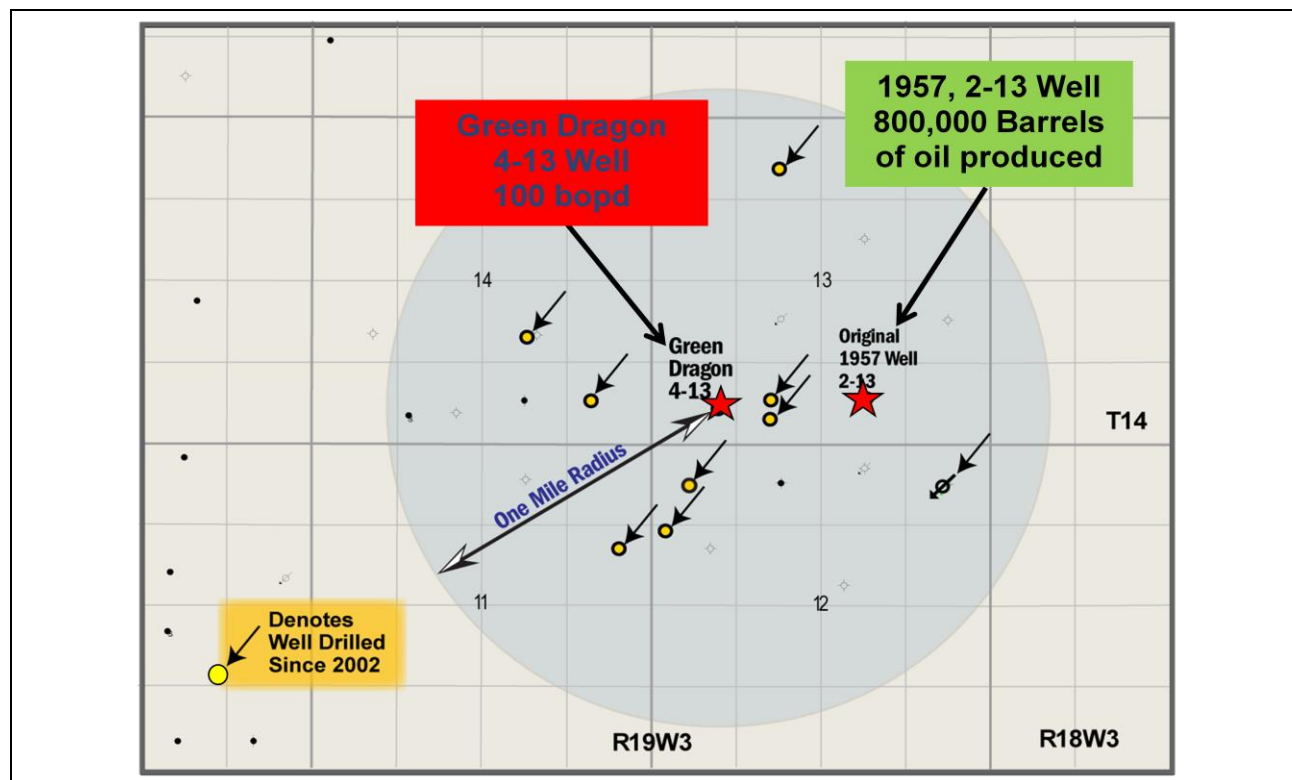 1957, 2-13 Well
800,000 Barrels
of oil produced
Green Dragon
4-13 Well
100 bopd
14
13
Original
1957 Well
2-13
Green
Dragon
4-13
T14
One Mile Radius
11
12
Denotes
Well Drilled
Since 2002
R19W3
R18W3